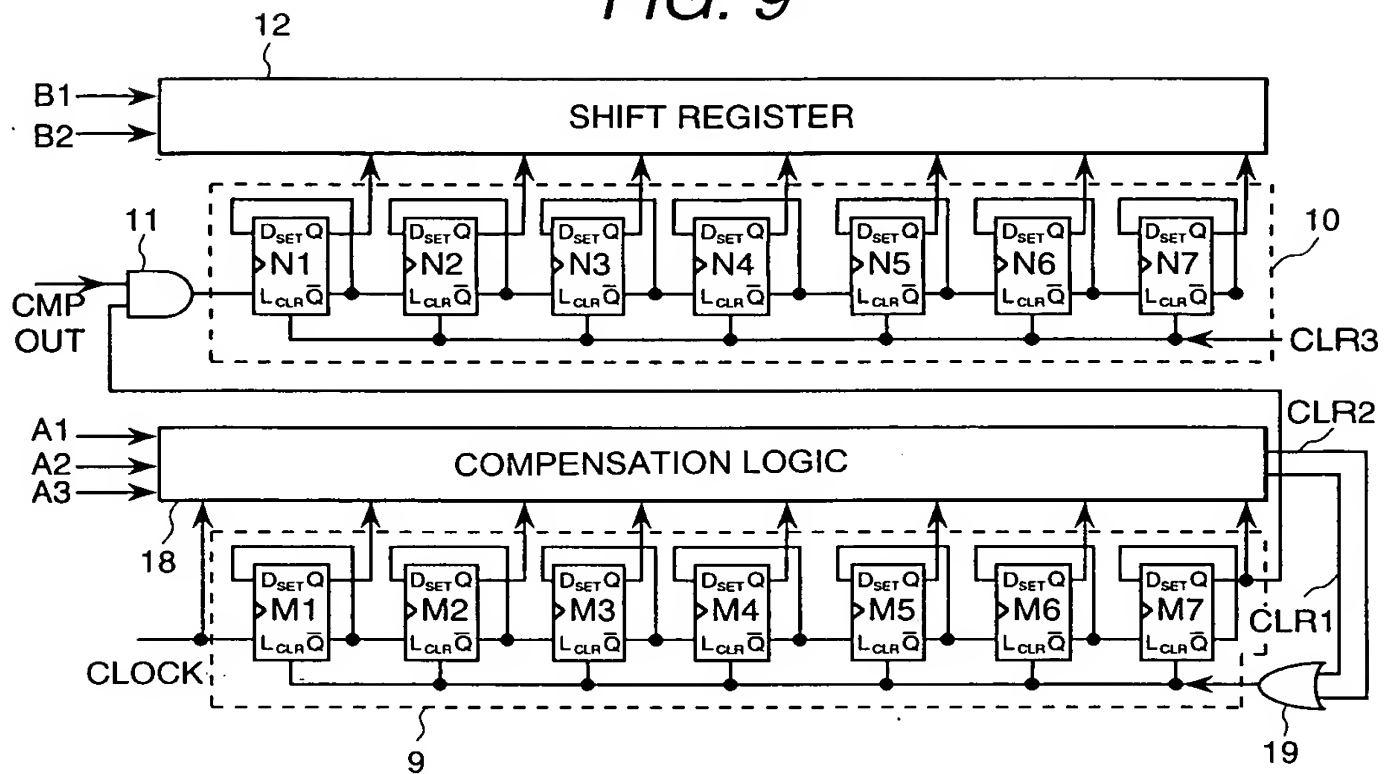 FIG. 9
12
B1
B2
SHIFT REGISTER
11
10
D SET Q D SET Q D SET Q D SET Q D SET Q D SET Q D SET Q
N1 N2 N3 N4 N5 N6 N7
L CLR Q̅ L CLR Q̅ L CLR Q̅ L CLR Q̅ L CLR Q̅ L CLR Q̅ L CLR Q̅
CMP
OUT
CLR3
CLR2
A1
A2
A3
COMPENSATION LOGIC
18
D SET Q D SET Q D SET Q D SET Q D SET Q D SET Q D SET Q
M1 M2 M3 M4 M5 M6 M7
L CLR Q̅ L CLR Q̅ L CLR Q̅ L CLR Q̅ L CLR Q̅ L CLR Q̅ L CLR Q̅
CLR1
CLOCK
9
19